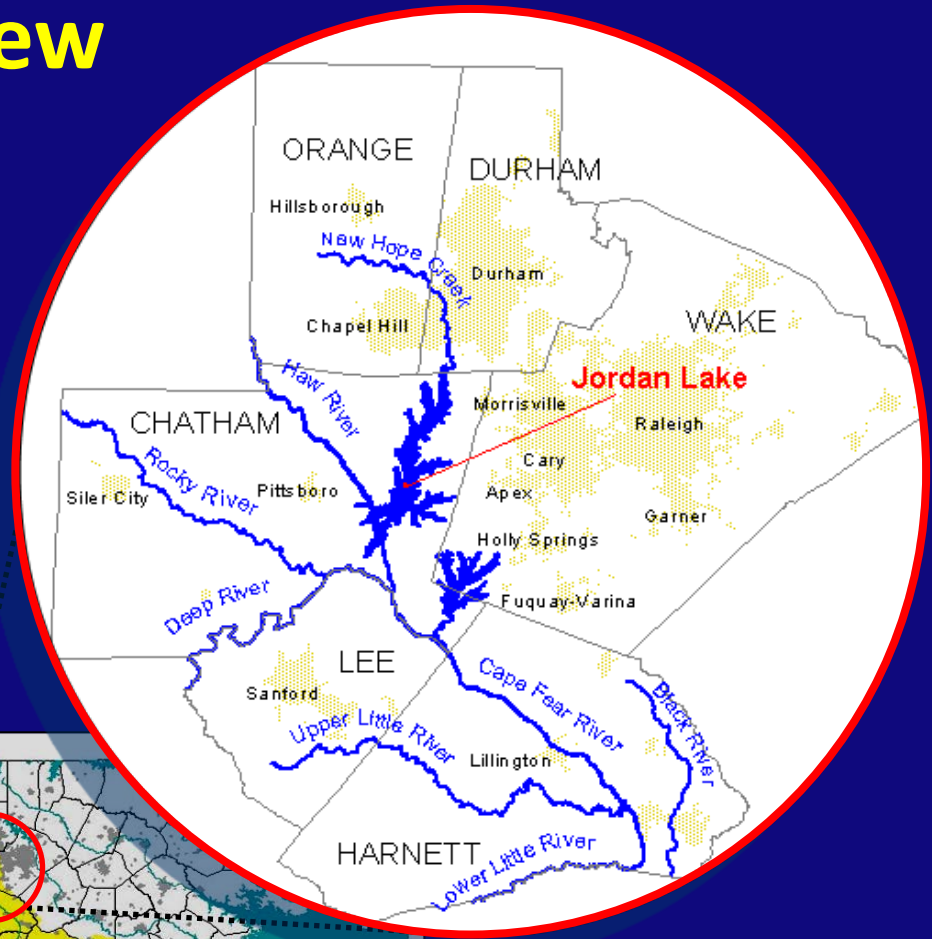 ew
ORANGE
DURHAM
Hillsborough
New Hope Creek
Durham
WAKE
Chapel Hill
Haw River
Jordan Lake
Morrisville
CHATHAM
Raleigh
Cary
Rocky River
Siler City
Pittsboro
Apex
Garner
Holly Springs
Deep River
Fuquay-Varina
LEE
Cape Fear River
Sanford
Black River
Upper Little River
Lillington
HARNETT
Lower Little River